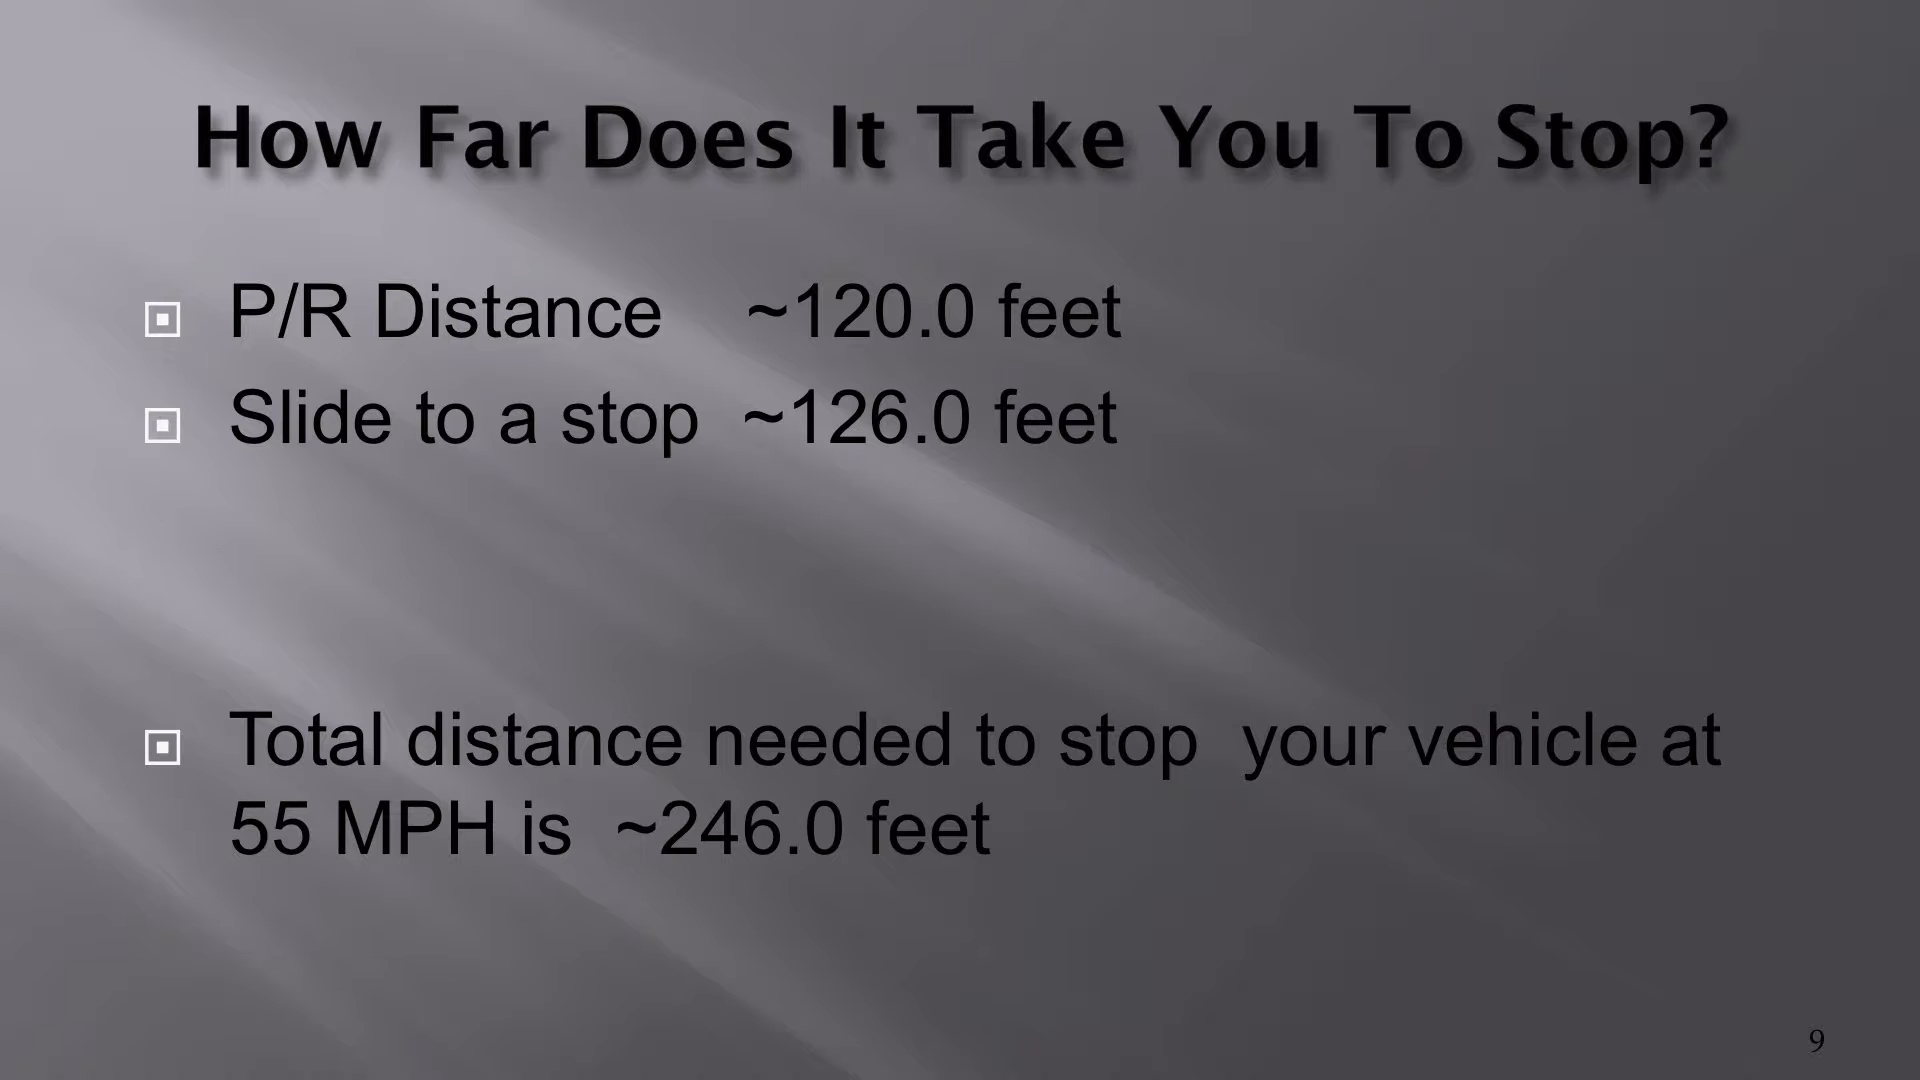 How Far Does It Take You To Stop?
P/R Distance ~120.0 feet
Slide to a stop ~126.0 feet
Total distance needed to stop your vehicle at
55 MPH is ~246.0 feet
9